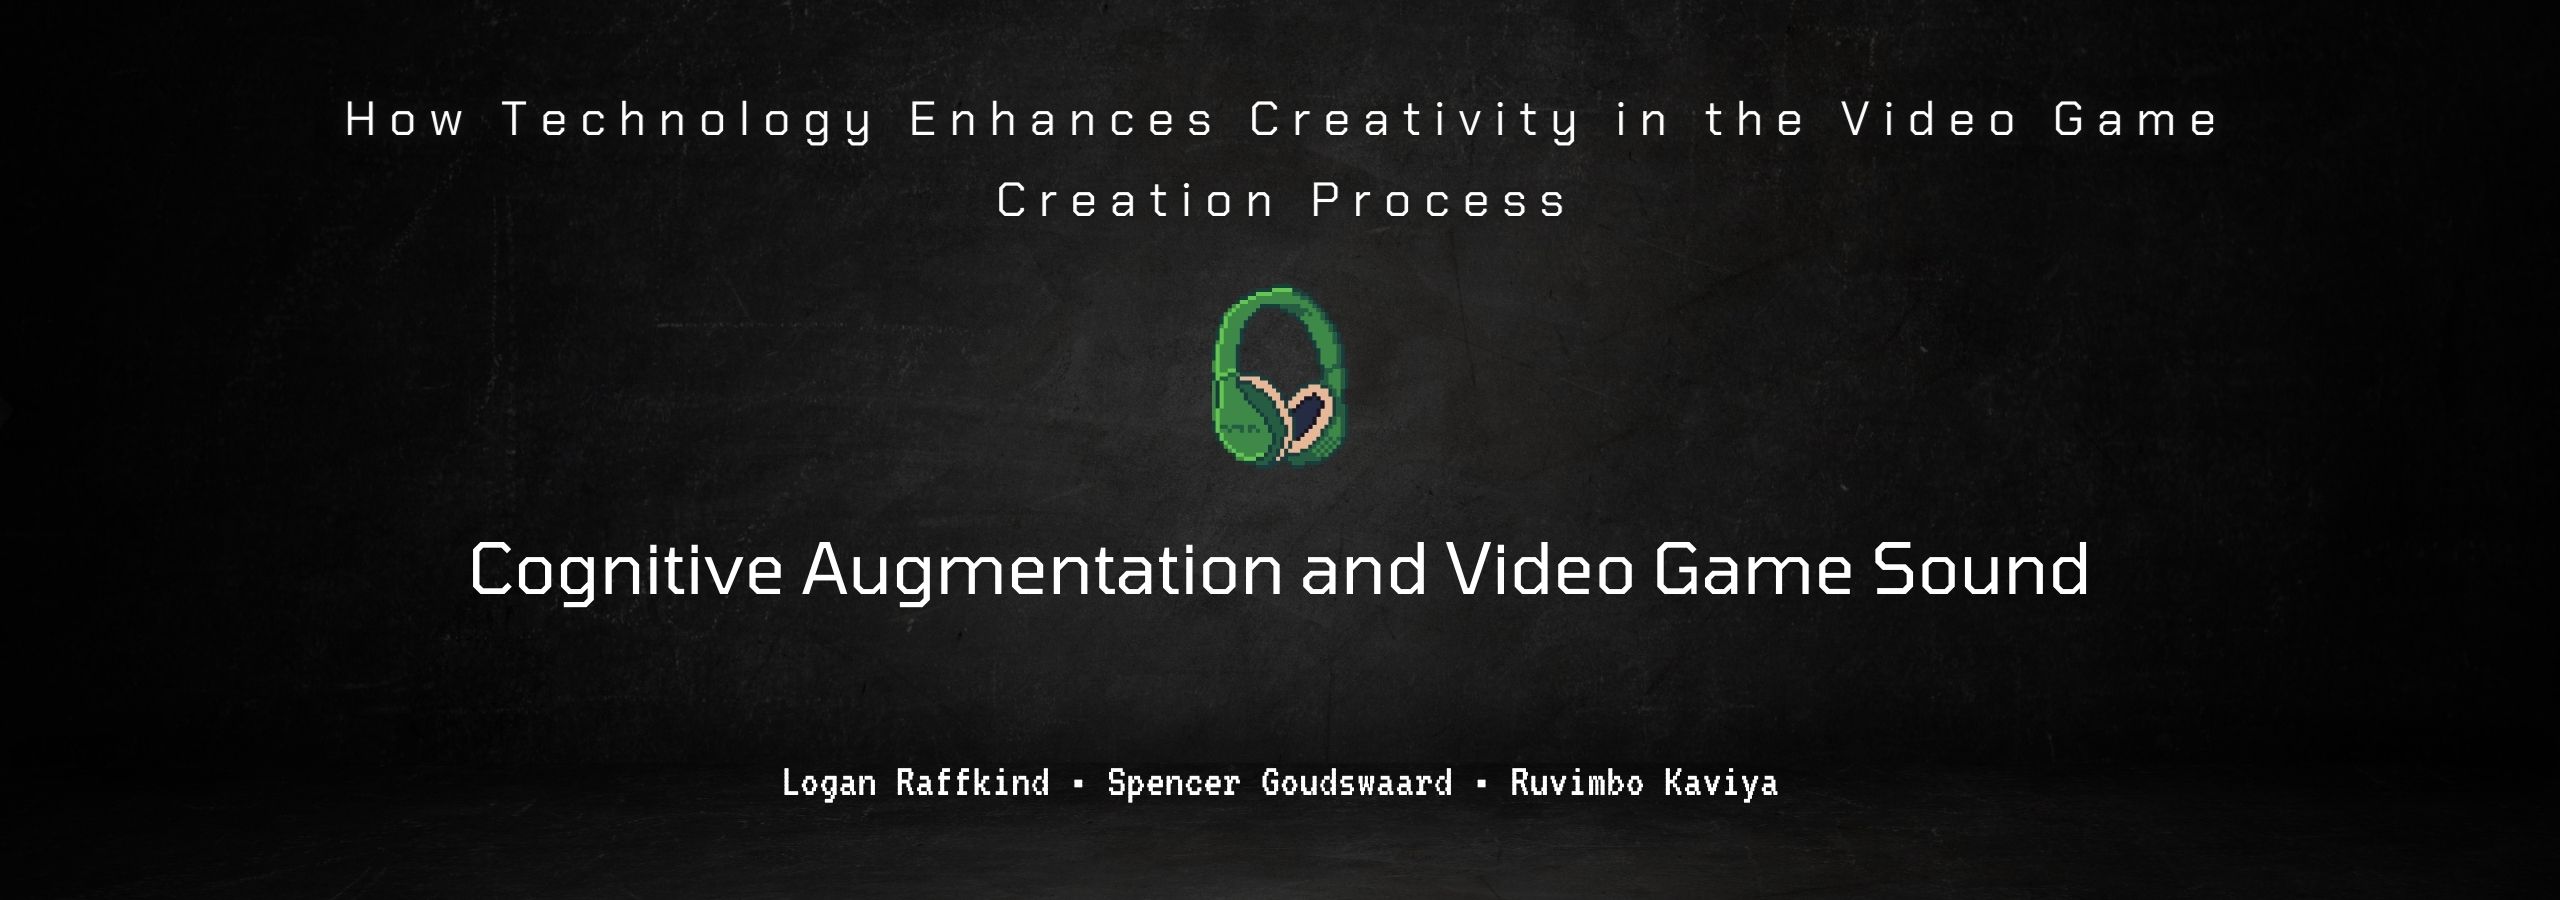 How Technology Enhances Creativity in the Video Game
Creation Process
Cognitive Augmentation and Video Game Sound
Logan Raffkind · Spencer Goudswaard · Ruvimbo Kaviya